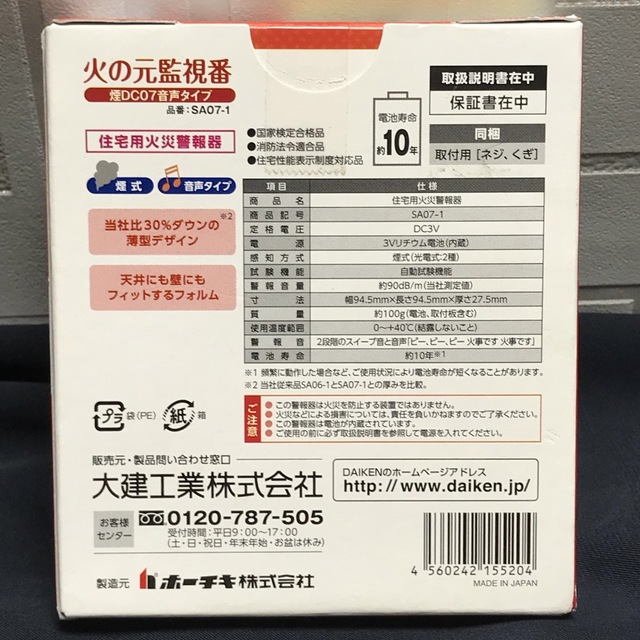 火の元監視番
煙DC07音声タイプ
品番:SA07-1
住宅用火災警報器
煙式
音声タイプ
当社比30%ダウンの※2
薄型デザイン
天井にも壁にも
フィットするフォルム
●国家検定合格品
●消防法令適合品
●住宅性能表示制度対応品
電池寿命
約10年
取扱説明書在中
保証書在中
同梱
取付用[ネジ、くぎ]
項目 仕様
商品名 住宅用火災警報器
商品記号 SA07-1
定格電圧 DC3V
電源 3Vリチウム電池(内蔵)
感知方式 煙式(光電式:2種)
試験機能 自動試験機能
警報音量 約90dB/m(当社測定値)
寸法 幅94.5mm×長さ94.5mm×厚さ27.5mm
質量 約100g(電池、取付板含む)
使用温度範囲 0〜+40℃(結露しないこと)
警報音 2段階のスイープ音と音声「ピー、ピー、ピー 火事です 火事です」
電池寿命 約10年※1
※1 頻繁に動作した場合など、ご使用状況により電池寿命が短くなることがあります。
※2 当社従来品SA06-1とSA07-1との厚みを比較。
ご注意
●この警報器は火災を防止する装置ではありません。
●火災などによる損害については、責任を負いかねますのでご了承ください。
●この警報器は電池が内蔵されています。
●ご使用の前に必ず取扱説明書を参照して電源を入れてください。
プラ 袋(PE) 紙 箱
販売元・製品問い合わせ窓口
大建工業株式会社
お客様
センター
0120-787-505
受付時間:平日9:00〜17:00
(土・日・祝日・年末年始・お盆は休み)
製造元 ホーチキ株式会社
DAIKENのホームページアドレス
http://www.daiken.jp/
4 560242 155204
MADE IN JAPAN